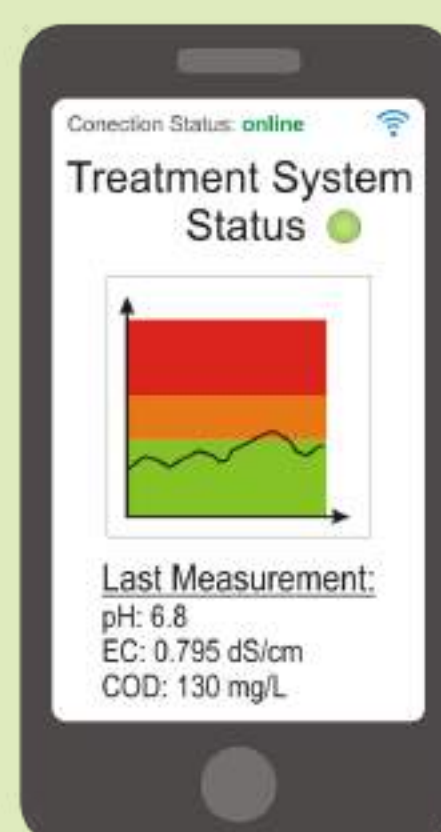 Conection Status: online
Treatment System
Status
Last Measurement:
pH: 6.8
EC: 0.795 dS/cm
COD: 130 mg/L